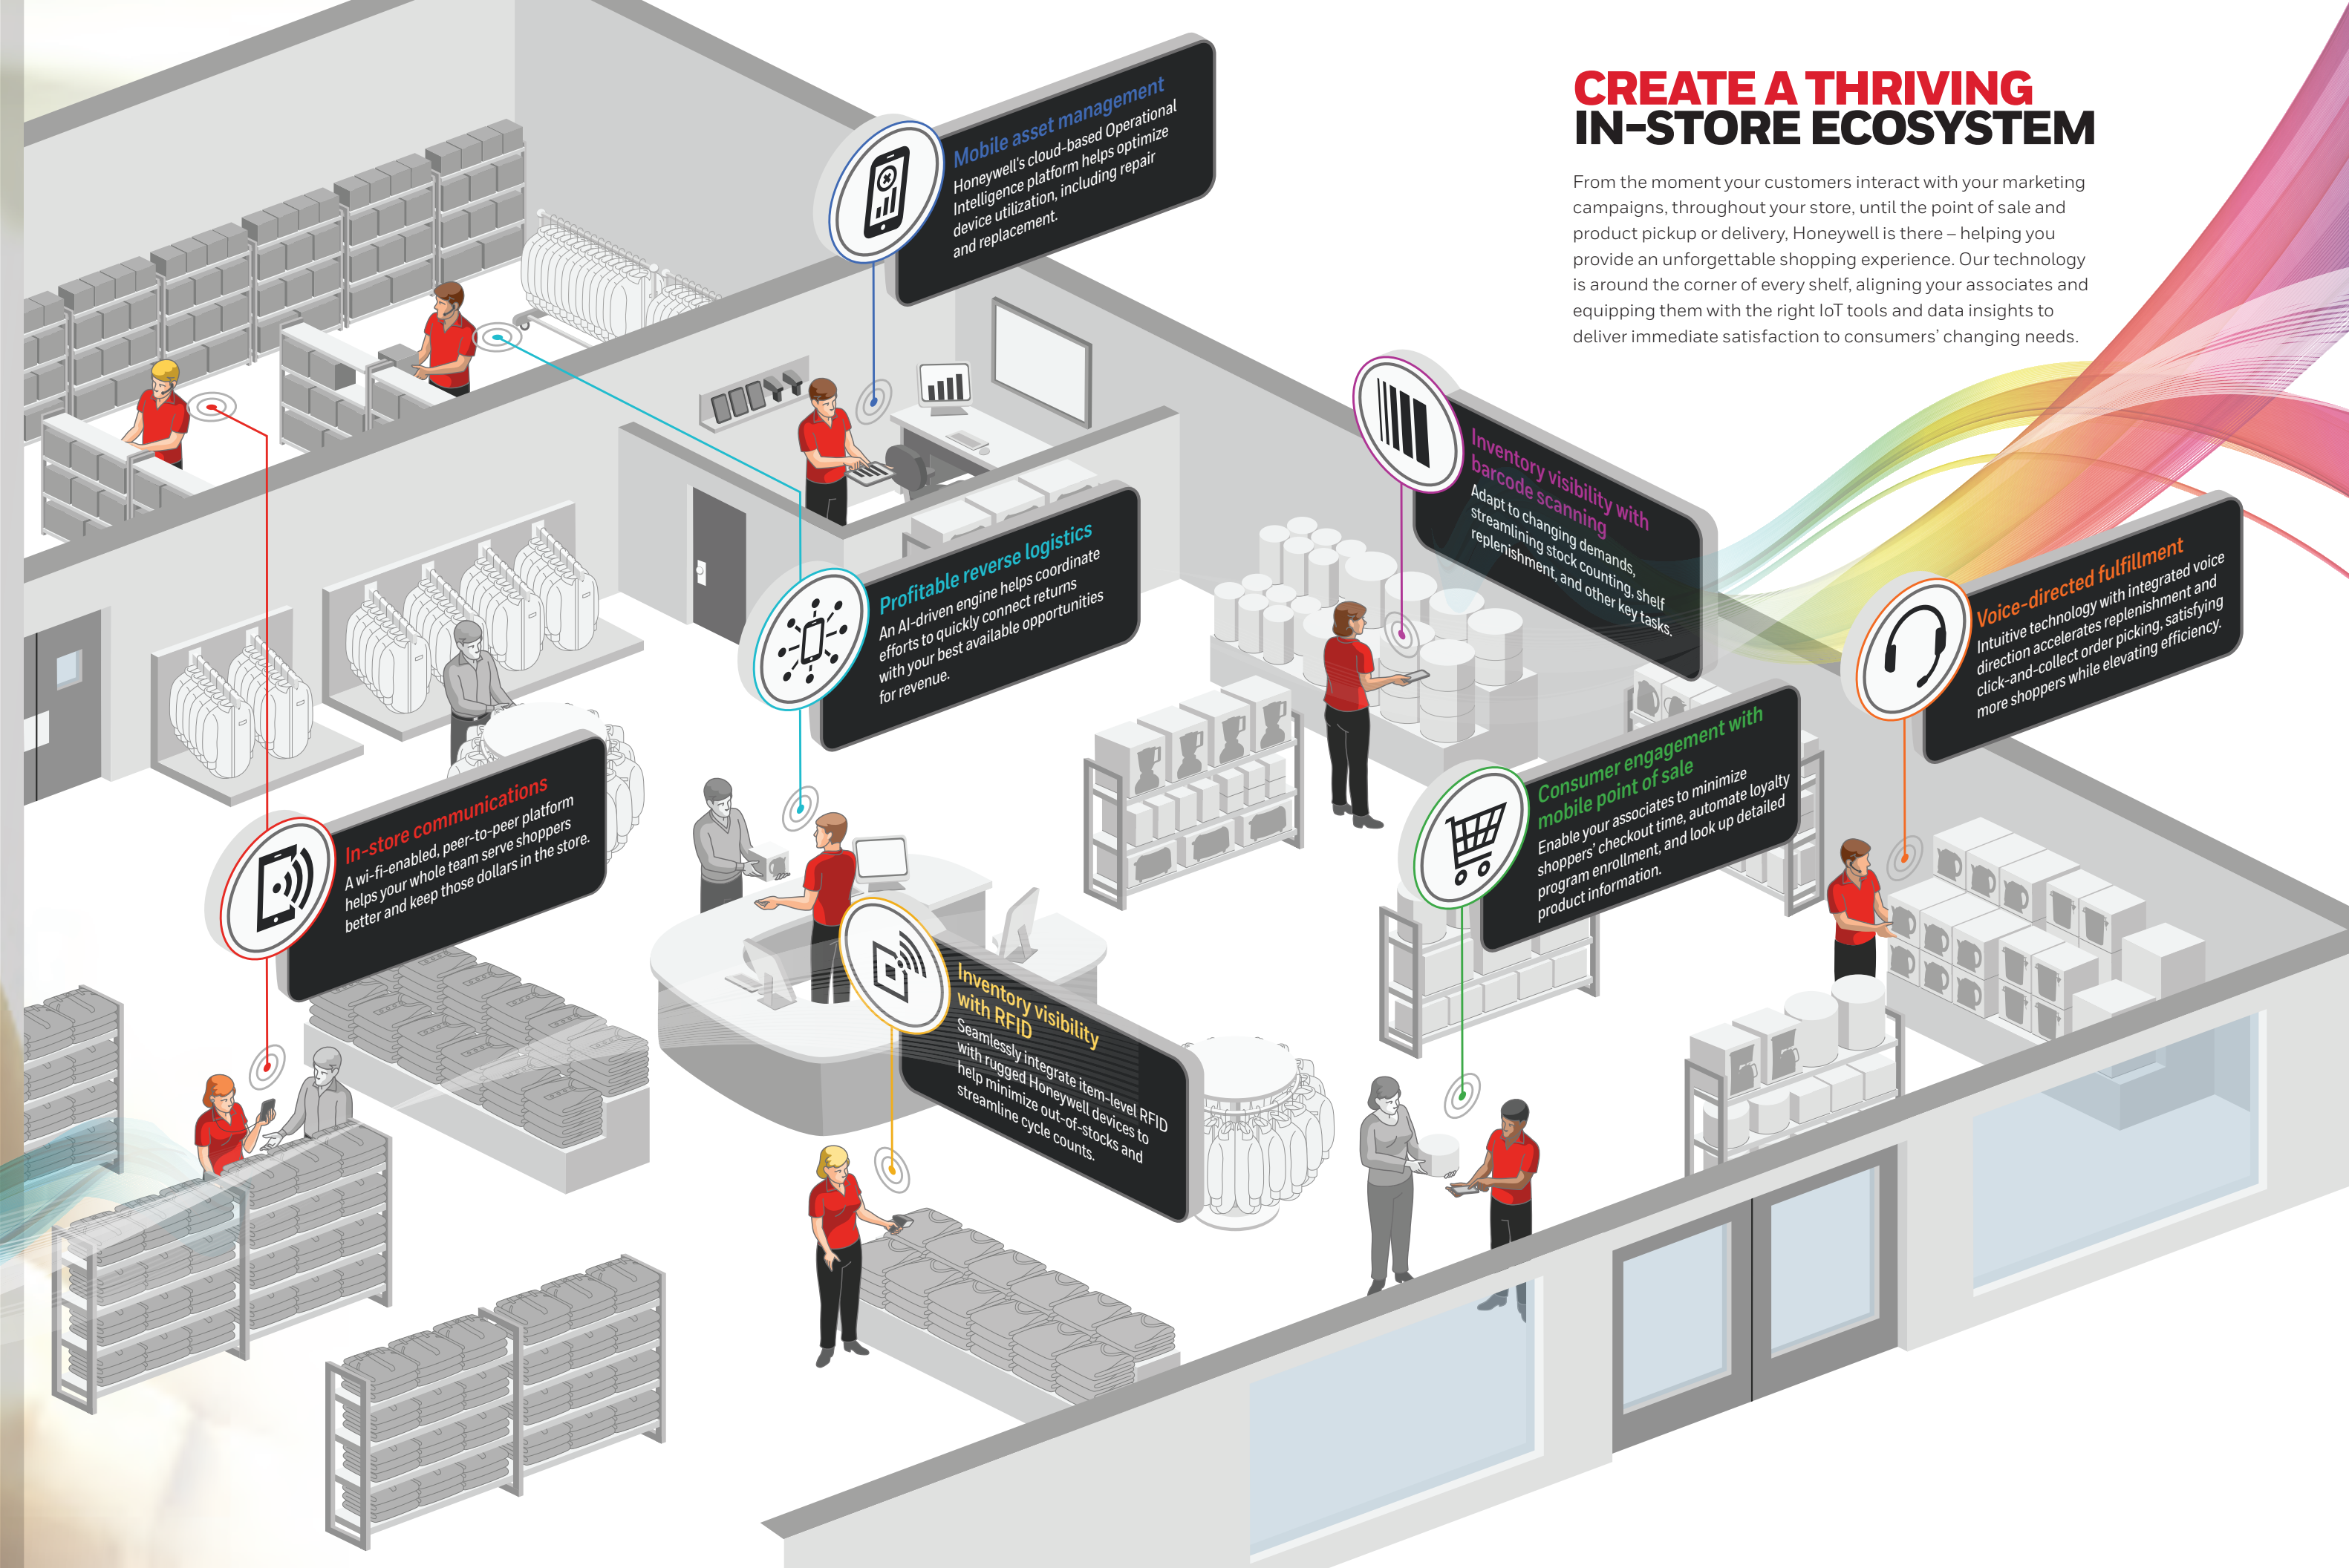 CREATE A THRIVING
IN-STORE ECOSYSTEM
From the moment your customers interact with your marketing
campaigns, throughout your store, until the point of sale and
product pickup or delivery, Honeywell is there – helping you
provide an unforgettable shopping experience. Our technology
is around the corner of every shelf, aligning your associates and
equipping them with the right IoT tools and data insights to
deliver immediate satisfaction to consumers’ changing needs.
Mobile asset management
Honeywell's cloud-based Operational
Intelligence platform helps optimize
device utilization, including repair
and replacement.
Inventory visibility with
barcode scanning
Adapt to changing demands,
streamlining stock counting, shelf
replenishment, and other key tasks.
Voice-directed fulfillment
Intuitive technology with integrated voice
direction accelerates replenishment and
click-and-collect order picking, satisfying
more shoppers while elevating efficiency.
Profitable reverse logistics
An AI-driven engine helps coordinate
efforts to quickly connect returns
with your best available opportunities
for revenue.
Consumer engagement with
mobile point of sale
Enable your associates to minimize
shoppers’ checkout time, automate loyalty
program enrollment, and look up detailed
product information.
In-store communications
A wi-fi-enabled, peer-to-peer platform
helps your whole team serve shoppers
better and keep those dollars in the store.
Inventory visibility
with RFID
Seamlessly integrate item-level RFID
with rugged Honeywell devices to
help minimize out-of-stocks and
streamline cycle counts.